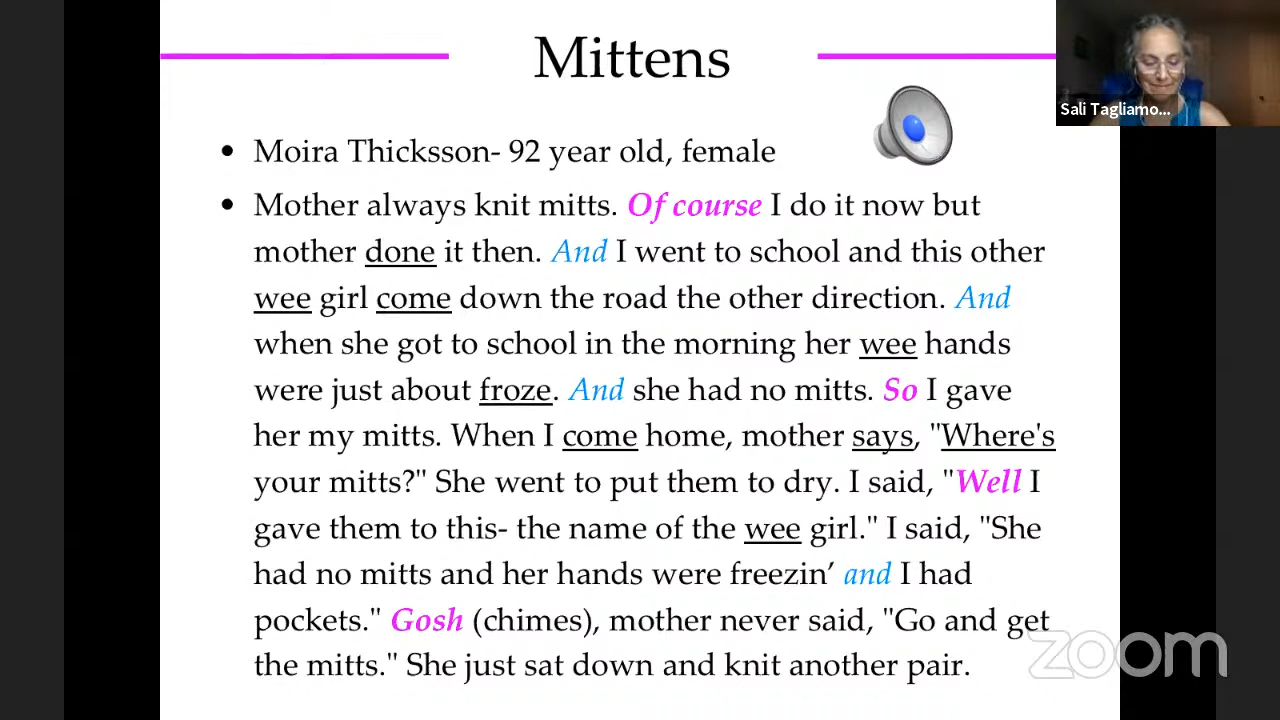 Mittens
Sali Tagliamo...
• Moira Thicksson- 92 year old, female
• Mother always knit mitts. Of course I do it now but
mother done it then. And I went to school and this other
wee girl come down the road the other direction. And
when she got to school in the morning her wee hands
were just about froze. And she had no mitts. So I gave
her my mitts. When I come home, mother says, "Where's
your mitts?" She went to put them to dry. I said, "Well I
gave them to this- the name of the wee girl." I said, "She
had no mitts and her hands were freezin’ and I had
pockets." Gosh (chimes), mother never said, "Go and get
the mitts." She just sat down and knit another pair.
zoom